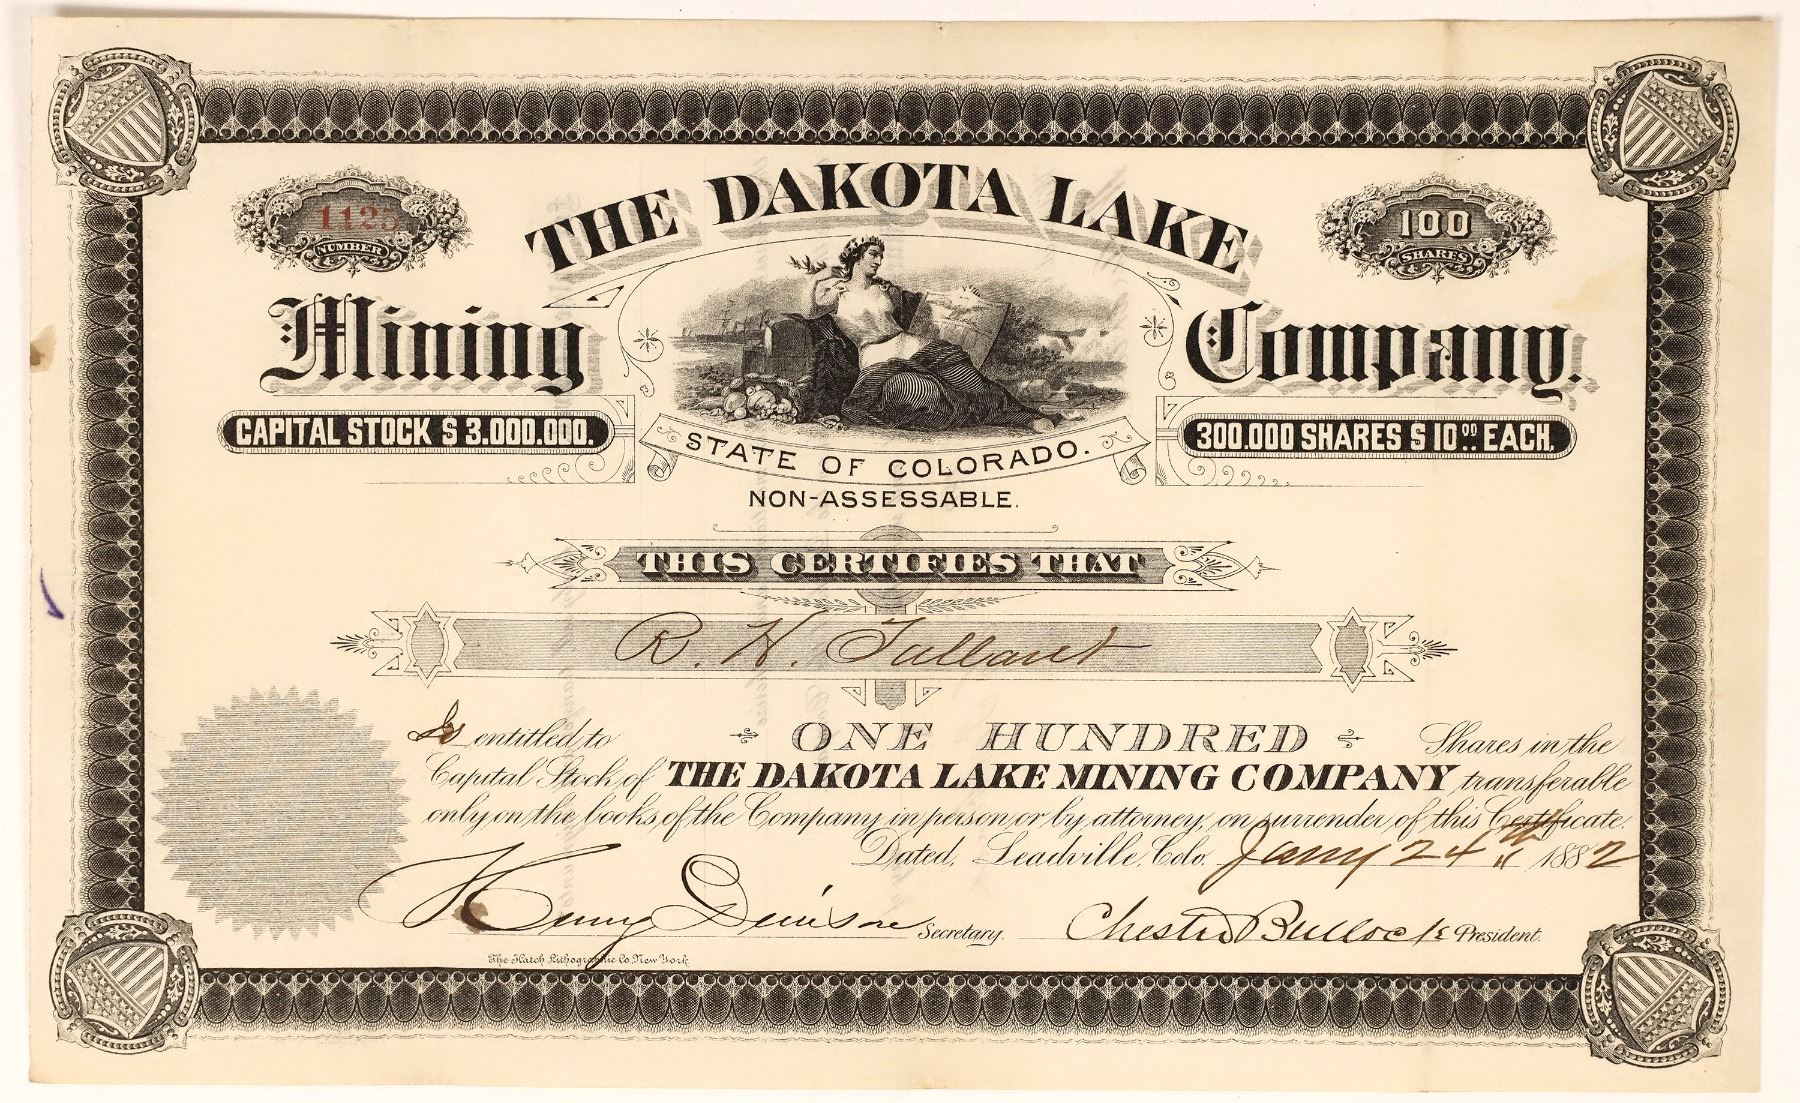 1125
NUMBER
THE DAKOTA LAKE
100
SHARES
Mining Company.
CAPITAL STOCK $ 3.000.000.
300.000 SHARES $ 10.00 EACH.
STATE OF COLORADO.
NON-ASSESSABLE.
THIS CERTIFIES THAT
R. H. Tallant
Is entitled to ONE HUNDRED Shares in the
Capital Stock of THE DAKOTA LAKE MINING COMPANY transferable
only on the books of the Company in person or by attorney, on surrender of this Certificate.
Dated, Leadville, Colo. Jany 24th 1882
Secretary. Chester Bullock President.
The Hatch Lithographic Co. New York